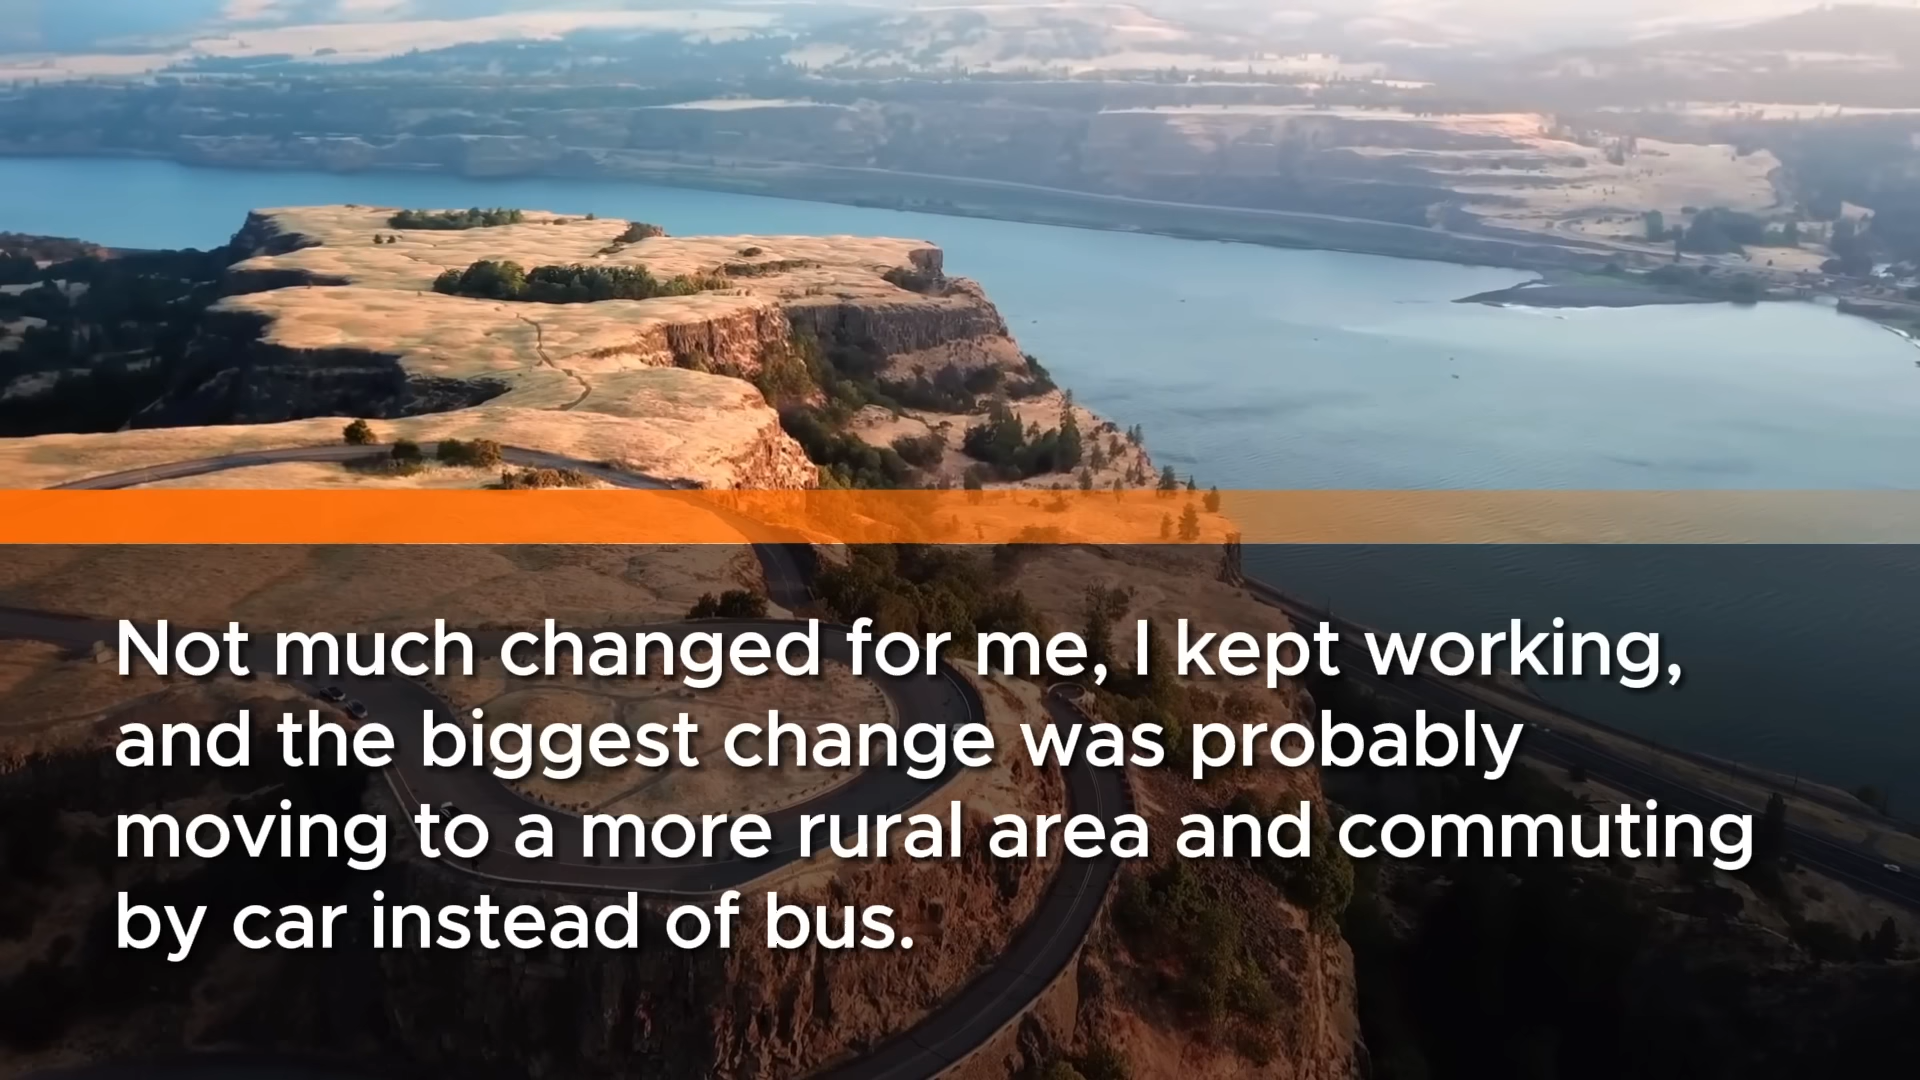 Not much changed for me, I kept working,
and the biggest change was probably
moving to a more rural area and commuting
by car instead of bus.